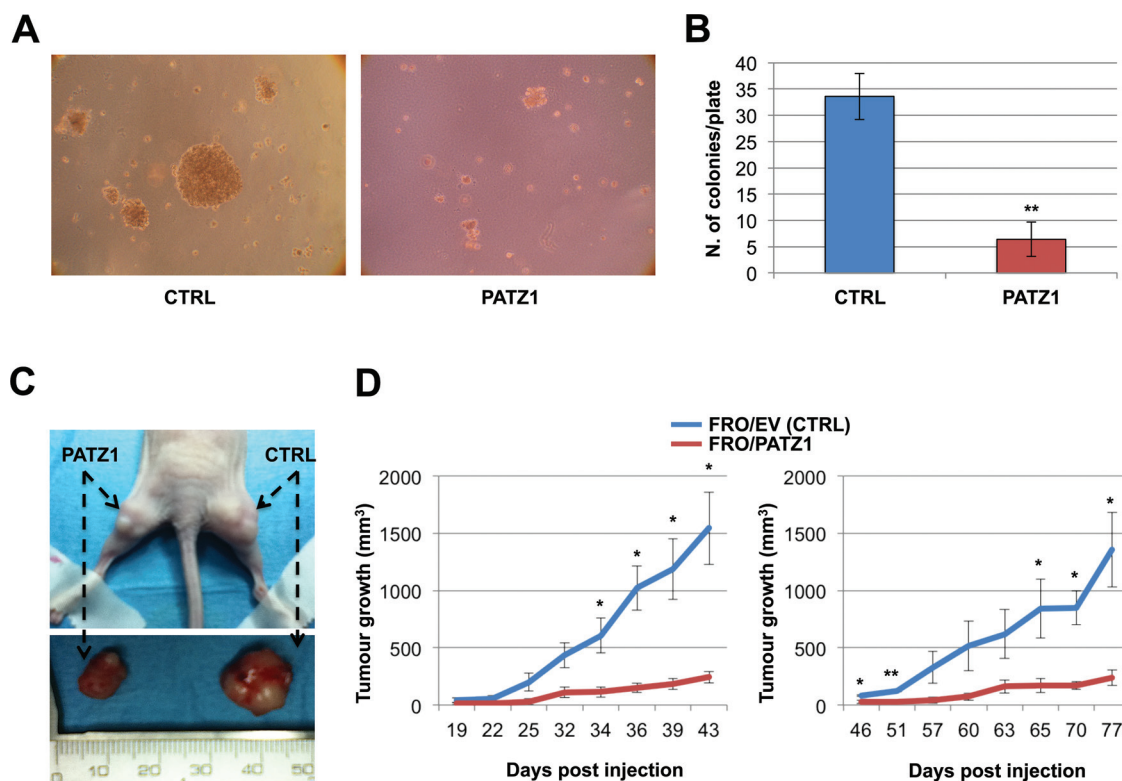 A
CTRL
PATZ1
B
N. of colonies/plate
40
35
30
25
20
15
10
5
0
**
CTRL
PATZ1
C
PATZ1
CTRL
0 10 20 30 40 50
D
FRO/EV (CTRL)
FRO/PATZ1
Tumour growth (mm³)
2000
1500
1000
500
0
* * * *
19 22 25 32 34 36 39 43
Days post injection
Tumour growth (mm³)
2000
1500
1000
500
0
* ** * * *
46 51 57 60 63 65 70 77
Days post injection